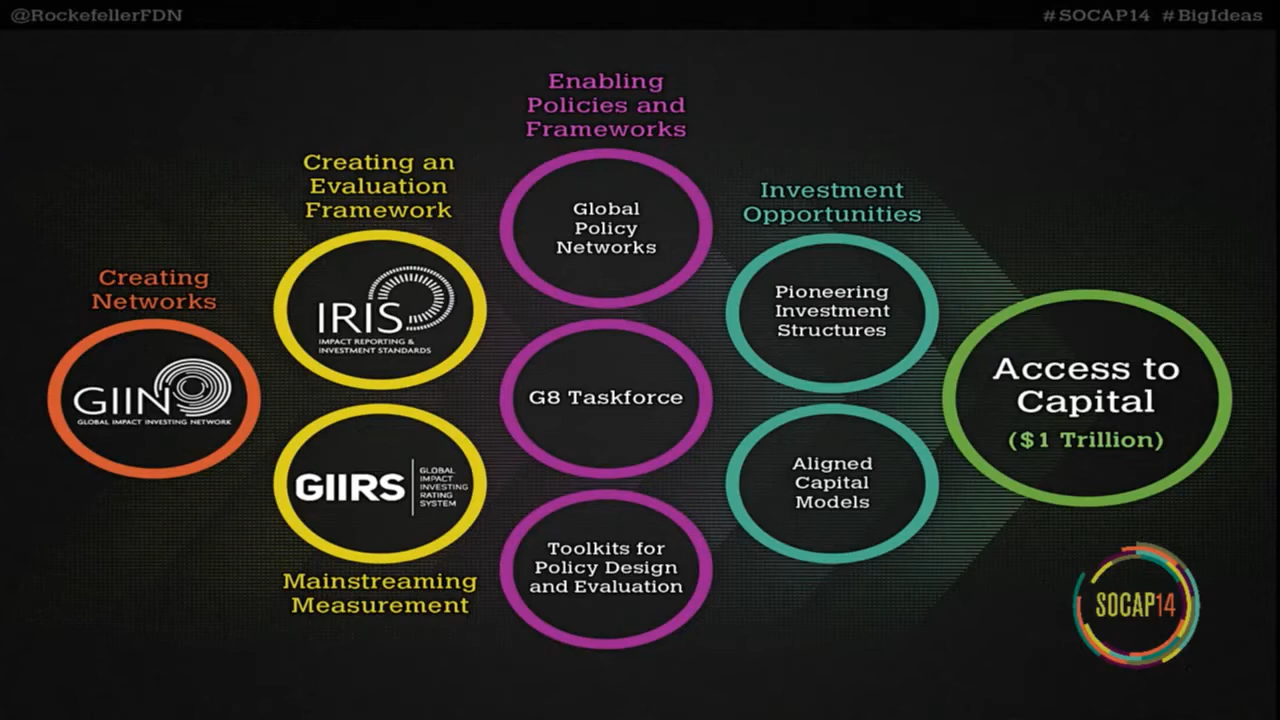 @RockefellerFDN
#SOCAP14 #BigIdeas
Creating
Networks
GIIN
GLOBAL IMPACT INVESTING NETWORK
Creating an
Evaluation
Framework
IRIS
IMPACT REPORTING &
INVESTMENT STANDARDS
GIIRS
GLOBAL
IMPACT
INVESTING
RATING
SYSTEM
Mainstreaming
Measurement
Enabling
Policies and
Frameworks
Global
Policy
Networks
G8 Taskforce
Toolkits for
Policy Design
and Evaluation
Investment
Opportunities
Pioneering
Investment
Structures
Aligned
Capital
Models
Access to
Capital
($1 Trillion)
SOCAP14